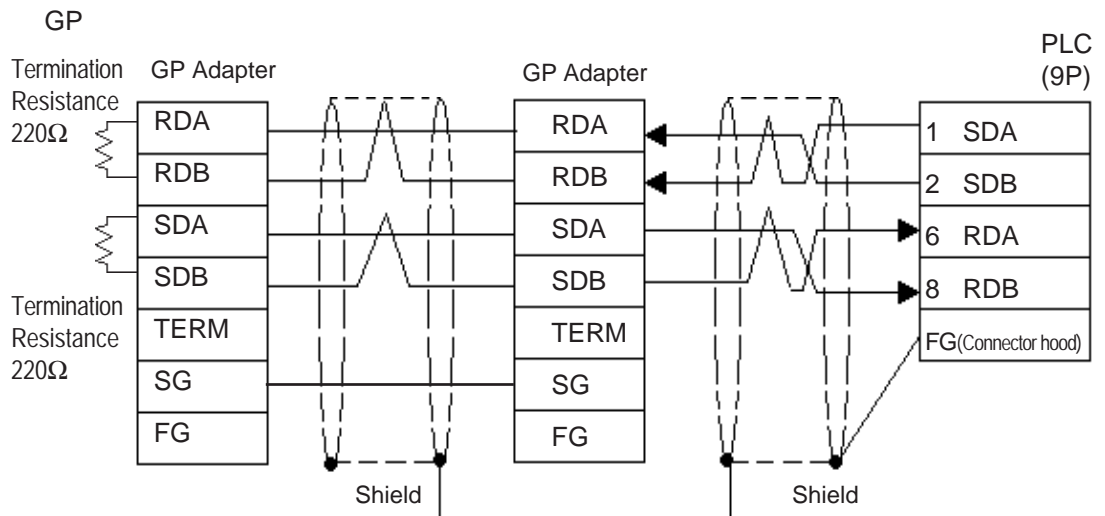 GP
Termination
Resistance
220Ω
GP Adapter
RDA
RDB
SDA
SDB
TERM
SG
FG
Termination
Resistance
220Ω
Shield
GP Adapter
RDA
RDB
SDA
SDB
TERM
SG
FG
Shield
PLC
(9P)
1 SDA
2 SDB
6 RDA
8 RDB
FG(Connector hood)